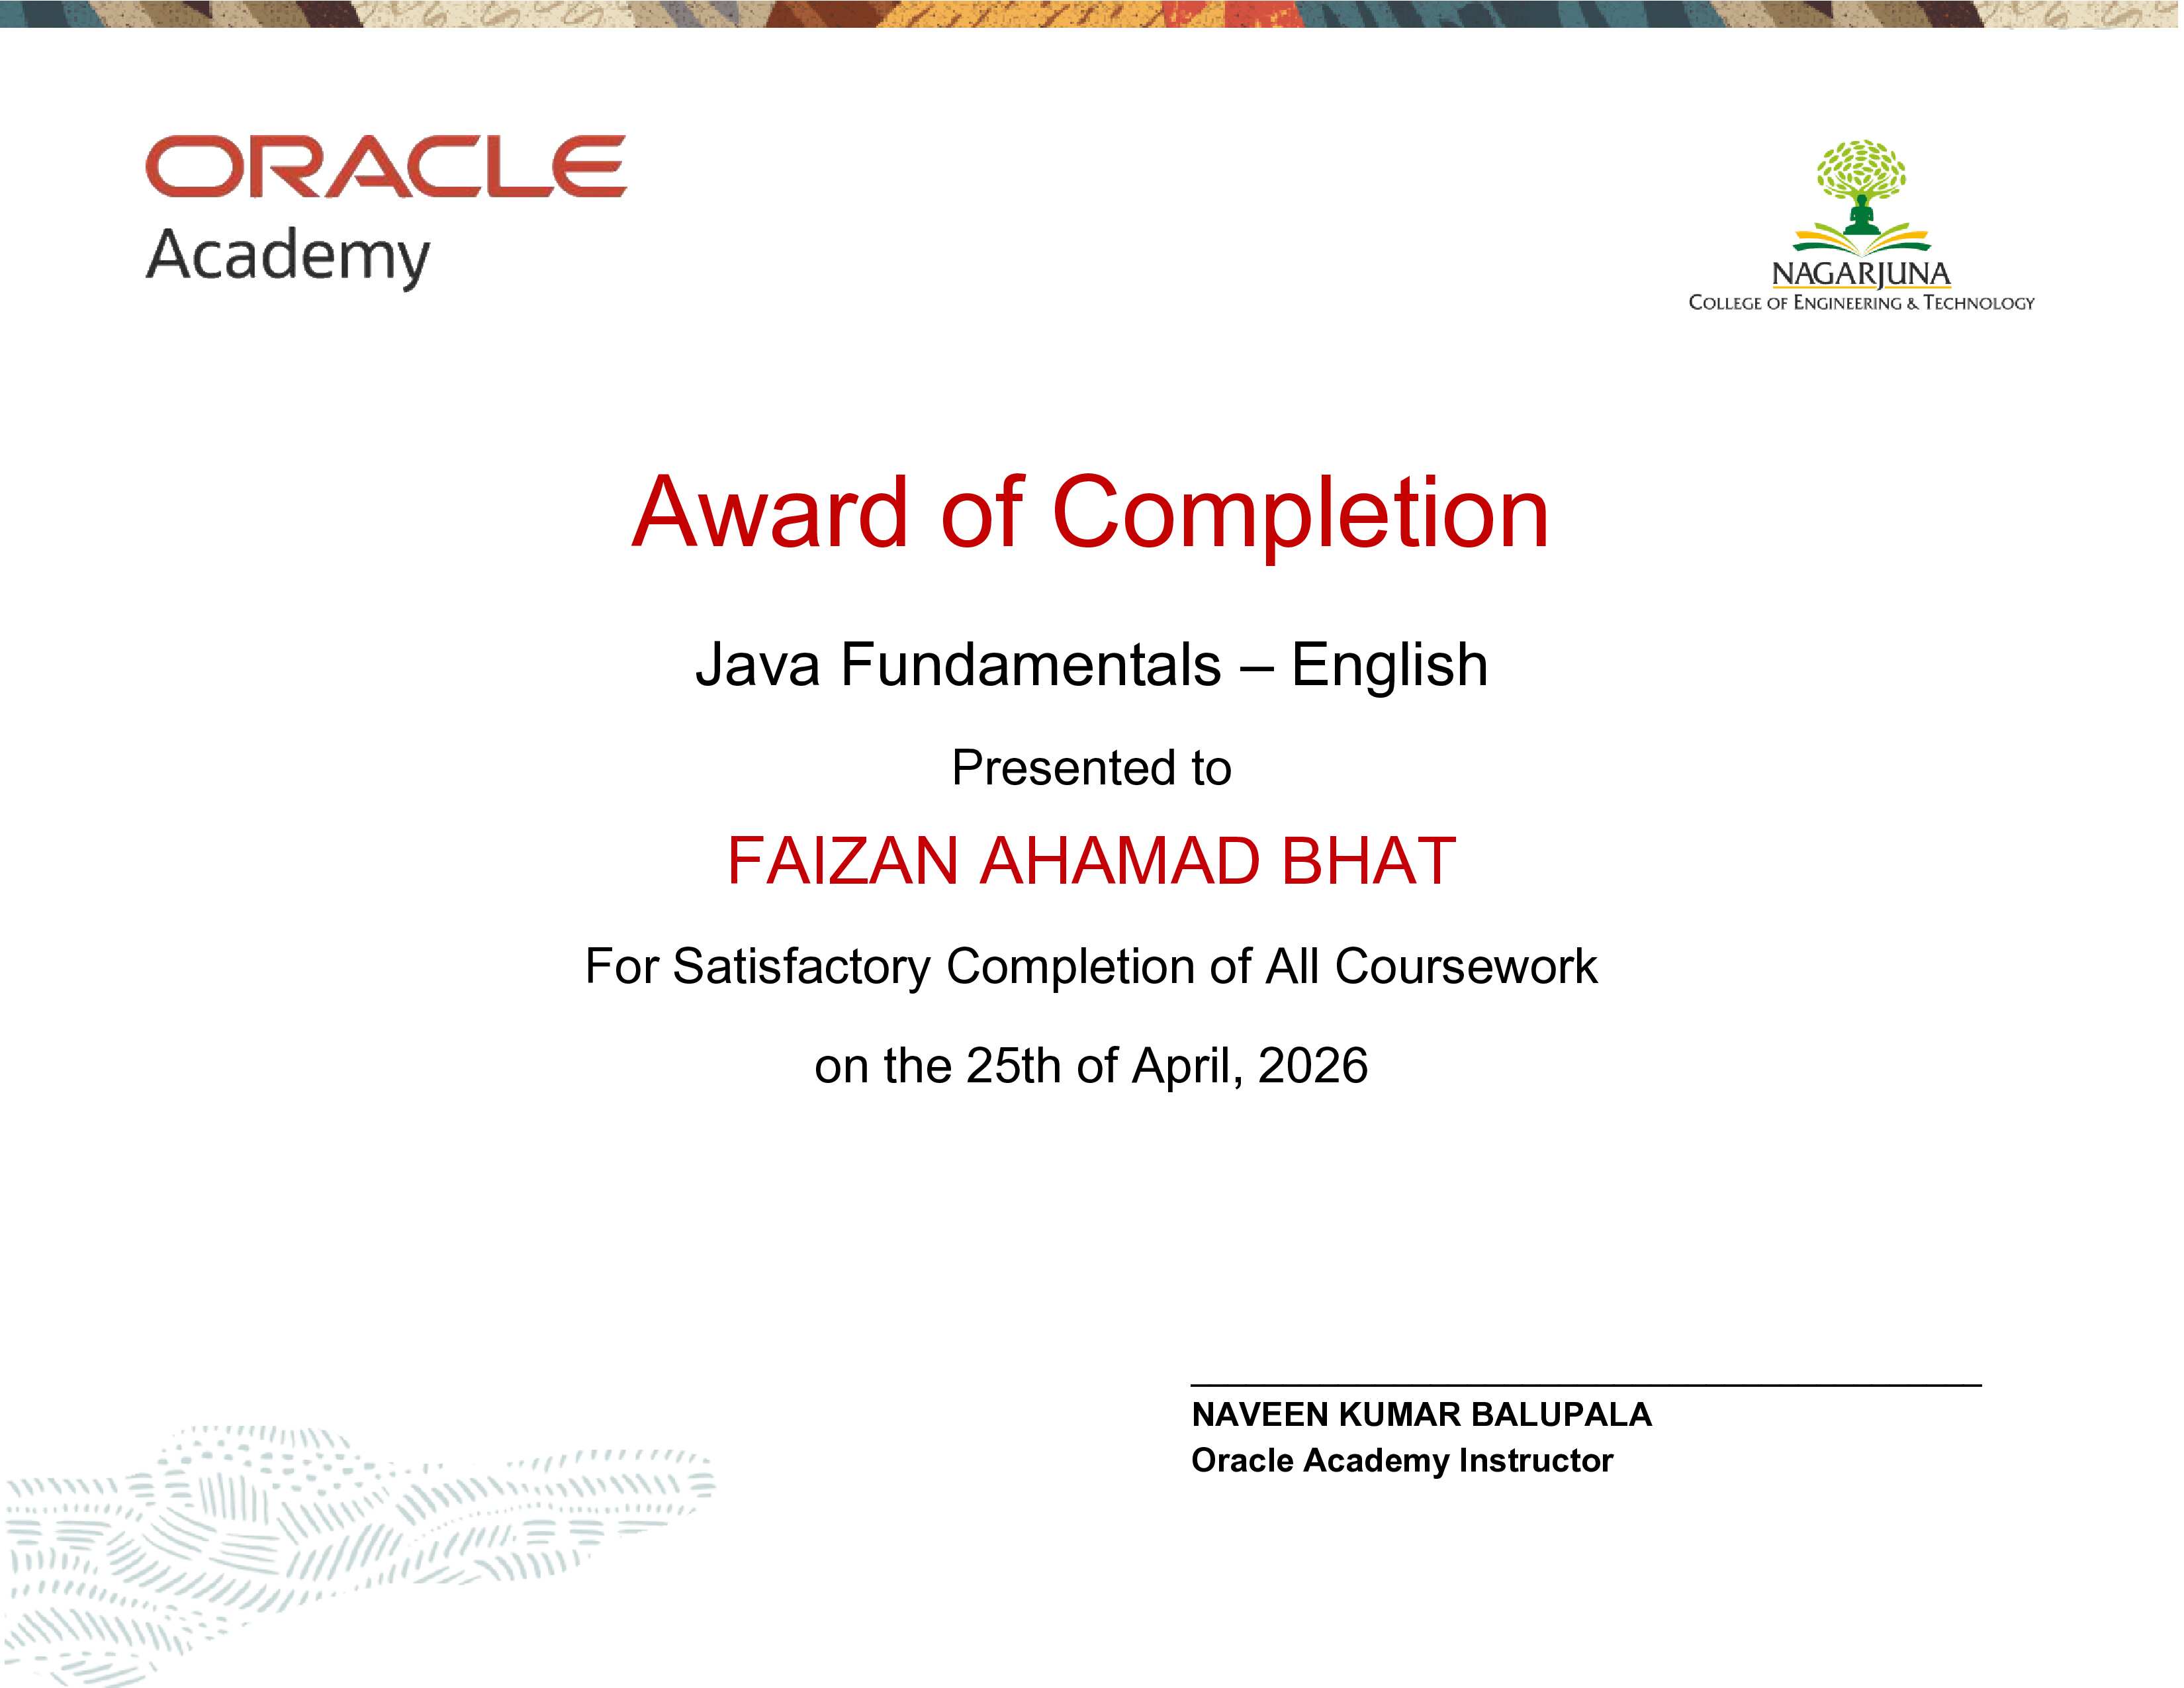 ORACLE
Academy
NAGARJUNA
COLLEGE OF ENGINEERING & TECHNOLOGY
Award of Completion
Java Fundamentals – English
Presented to
FAIZAN AHAMAD BHAT
For Satisfactory Completion of All Coursework
on the 25th of April, 2026
NAVEEN KUMAR BALUPALA
Oracle Academy Instructor